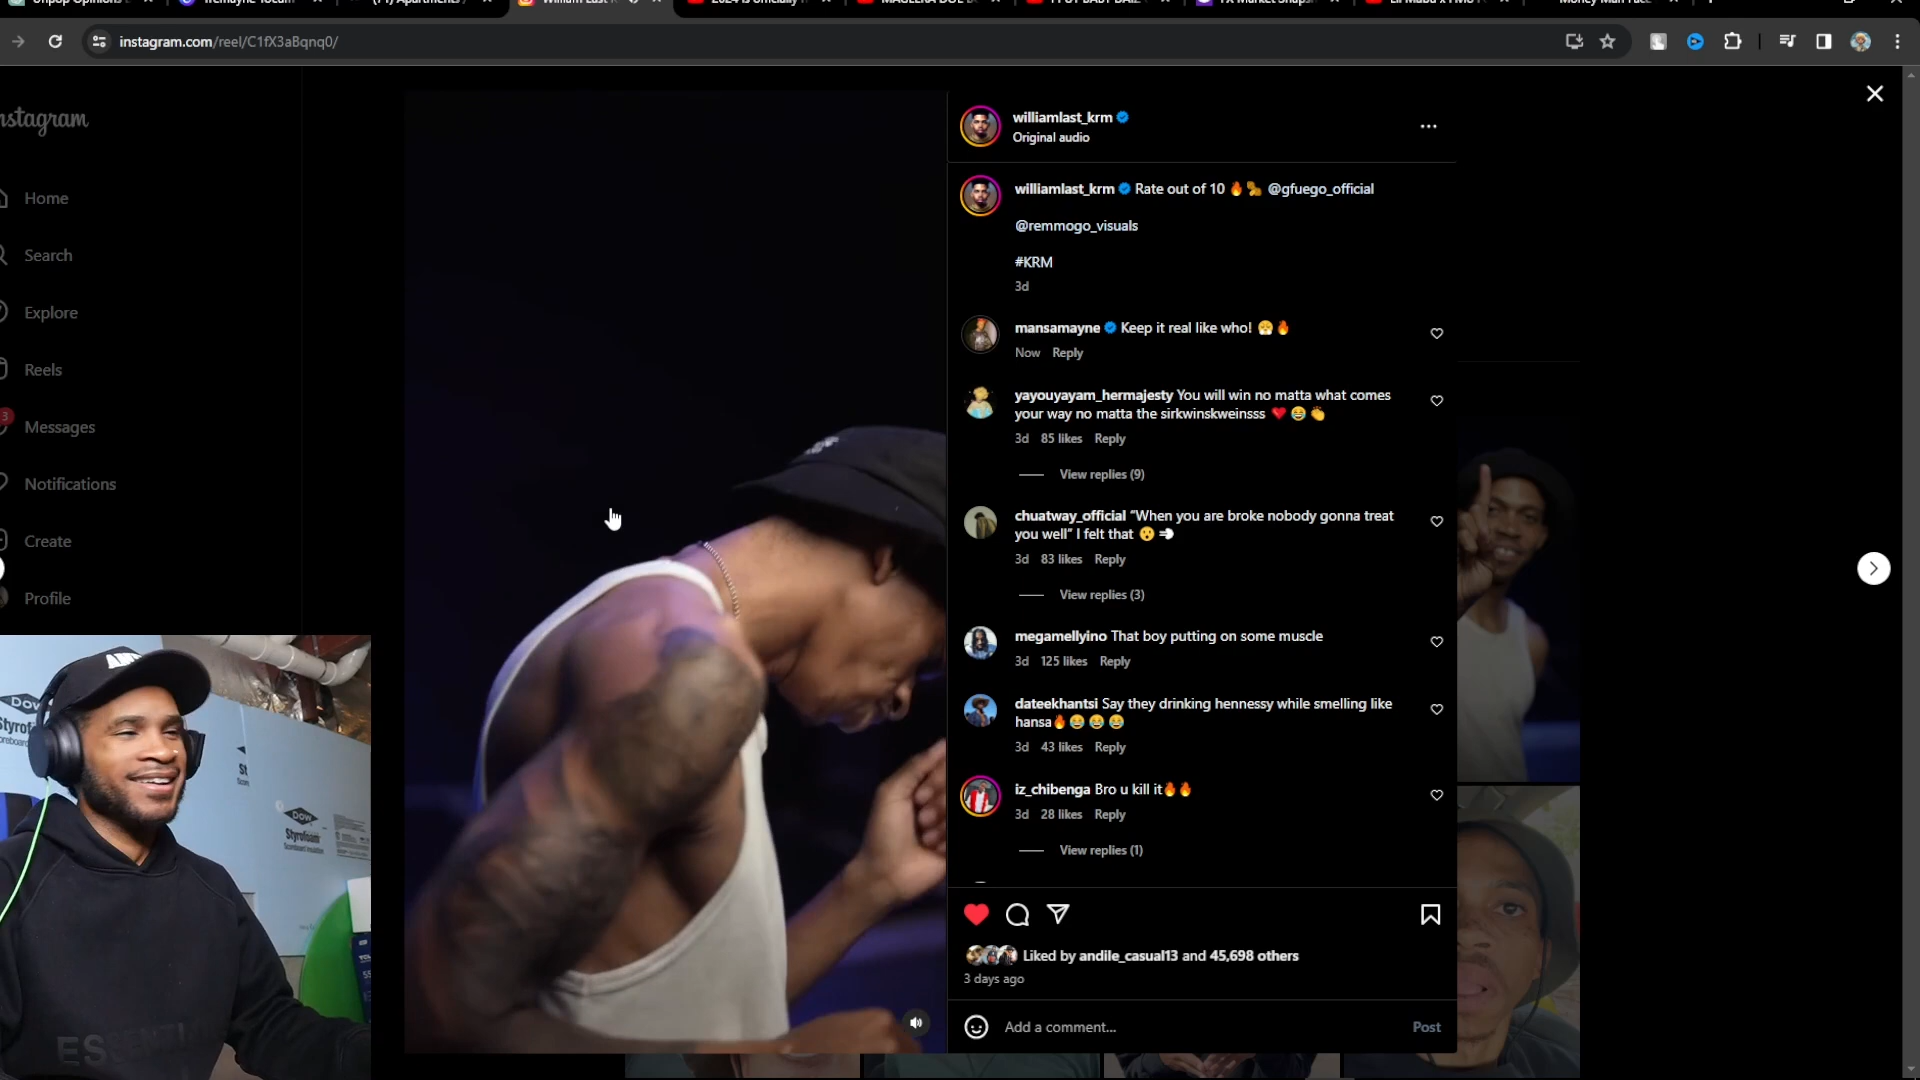 instagram.com/reel/C1fX3aBqnq0/
nstagram
Home
Search
Explore
Reels
3
Messages
Notifications
Create
Profile
williamlast_krm
Original audio
williamlast_krm Rate out of 10 🔥 @gfuego_official
@remmogo_visuals
#KRM
3d
mansamayne Keep it real like who! 😤🔥
Now Reply
yayouyayam_hermajesty You will win no matta what comes
your way no matta the sirkwinskweinsss ❤️😂👏
3d 85 likes Reply
View replies (9)
chuatway_official "When you are broke nobody gonna treat
you well" I felt that 😮‍💨
3d 83 likes Reply
View replies (3)
megamellyino That boy putting on some muscle
3d 125 likes Reply
dateekhantsi Say they drinking hennessy while smelling like
hansa🔥😂😂😂
3d 43 likes Reply
iz_chibenga Bro u kill it🔥🔥
3d 28 likes Reply
View replies (1)
Liked by andile_casual13 and 45,698 others
3 days ago
Add a comment...
Post
DOW
Styrofoam